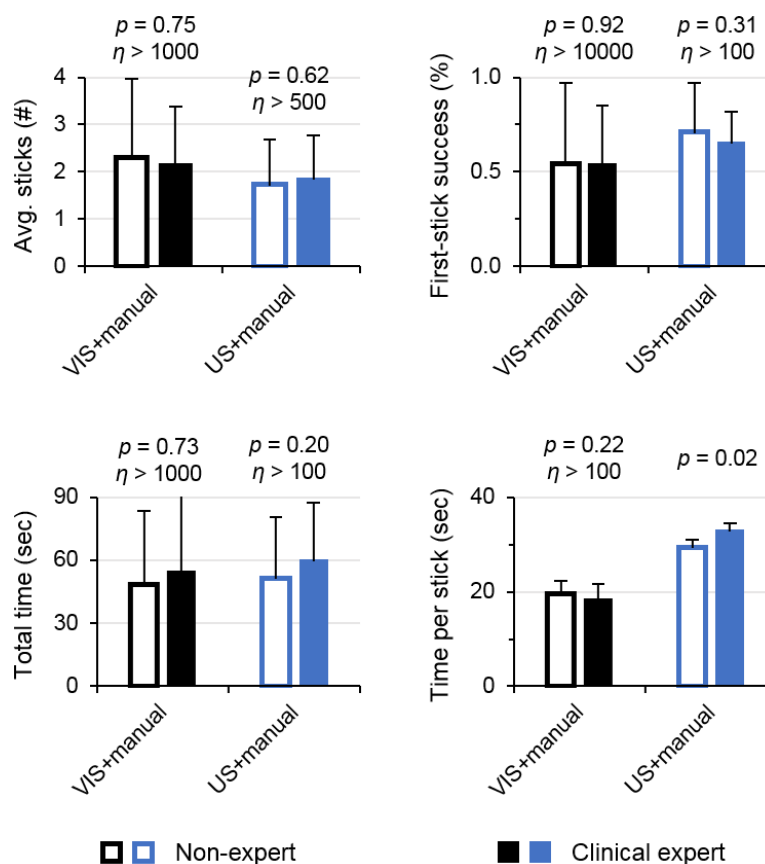 p = 0.75
η > 1000
p = 0.62
η > 500
Avg. sticks (#)
4
3
2
1
0
VIS+manual
US+manual
p = 0.92
η > 10000
p = 0.31
η > 100
First-stick success (%)
1.0
0.5
0.0
VIS+manual
US+manual
p = 0.73
η > 1000
p = 0.20
η > 100
Total time (sec)
90
60
30
0
VIS+manual
US+manual
p = 0.22
η > 100
p = 0.02
Time per stick (sec)
40
20
0
VIS+manual
US+manual
Non-expert
Clinical expert